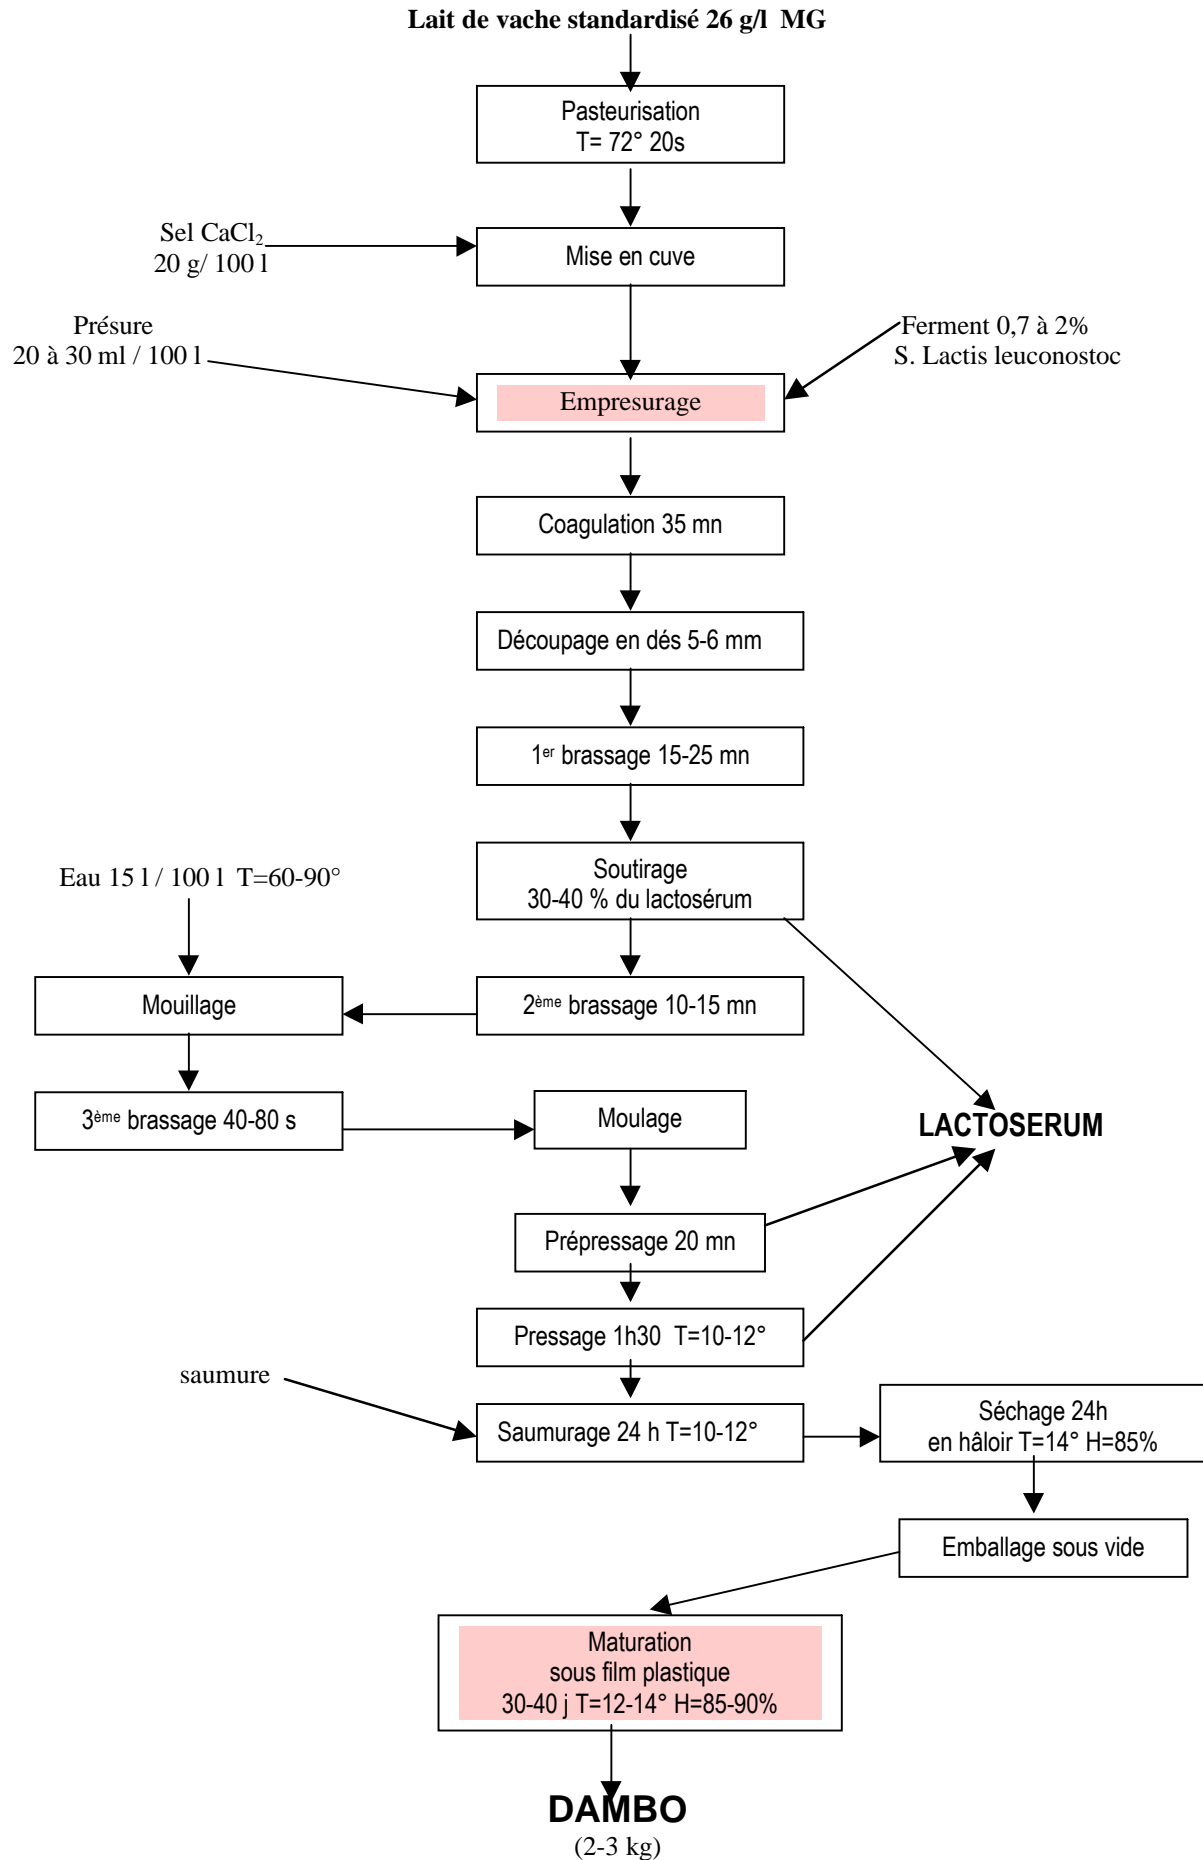 Lait de vache standardisé 26 g/l  MG
Pasteurisation
T= 72° 20s
Sel CaCl₂
20 g/ 100 l
Mise en cuve
Présure
20 à 30 ml / 100 l
Ferment 0,7 à 2%
S. Lactis leuconostoc
Empresurage
Coagulation 35 mn
Découpage en dés 5-6 mm
1er brassage 15-25 mn
Soutirage
30-40 % du lactosérum
Eau 15 l / 100 l  T=60-90°
Mouillage
2ème brassage 10-15 mn
3ème brassage 40-80 s
Moulage
LACTOSERUM
Prépressage 20 mn
Pressage 1h30  T=10-12°
saumure
Saumurage 24 h T=10-12°
Séchage 24h
en hâloir T=14° H=85%
Emballage sous vide
Maturation
sous film plastique
30-40 j T=12-14° H=85-90%
DAMBO
(2-3 kg)